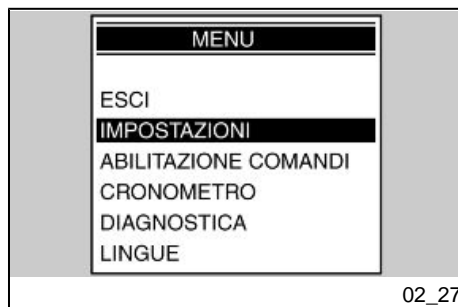 MENU
ESCI
IMPOSTAZIONI
ABILITAZIONE COMANDI
CRONOMETRO
DIAGNOSTICA
LINGUE
02_27